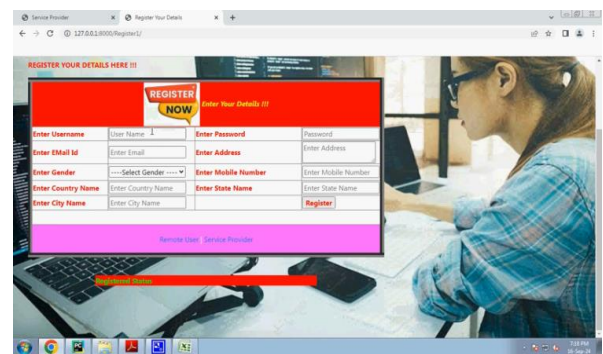 Service Provider
Register Your Details
127.0.0.1:8000/Register1/
REGISTER YOUR DETAILS HERE !!!
REGISTER
NOW
Enter Your Details !!!
Enter Username User Name Enter Password Password
Enter EMail Id Enter Email Enter Address Enter Address
Enter Gender ----Select Gender ---- Enter Mobile Number Enter Mobile Number
Enter Country Name Enter Country Name Enter State Name Enter State Name
Enter City Name Enter City Name Register
Remote User Service Provider
Registered Status
7:18 PM